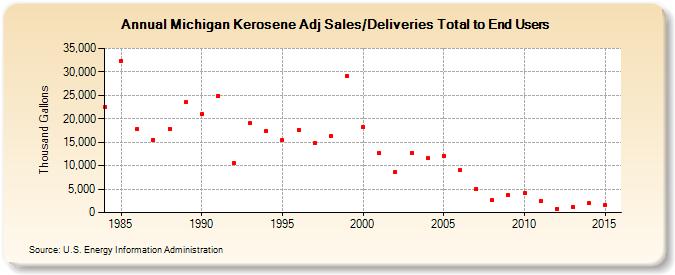 Annual Michigan Kerosene Adj Sales/Deliveries Total to End Users
Thousand Gallons
35,000
30,000
25,000
20,000
15,000
10,000
5,000
0
1985 1990 1995 2000 2005 2010 2015
Source: U.S. Energy Information Administration